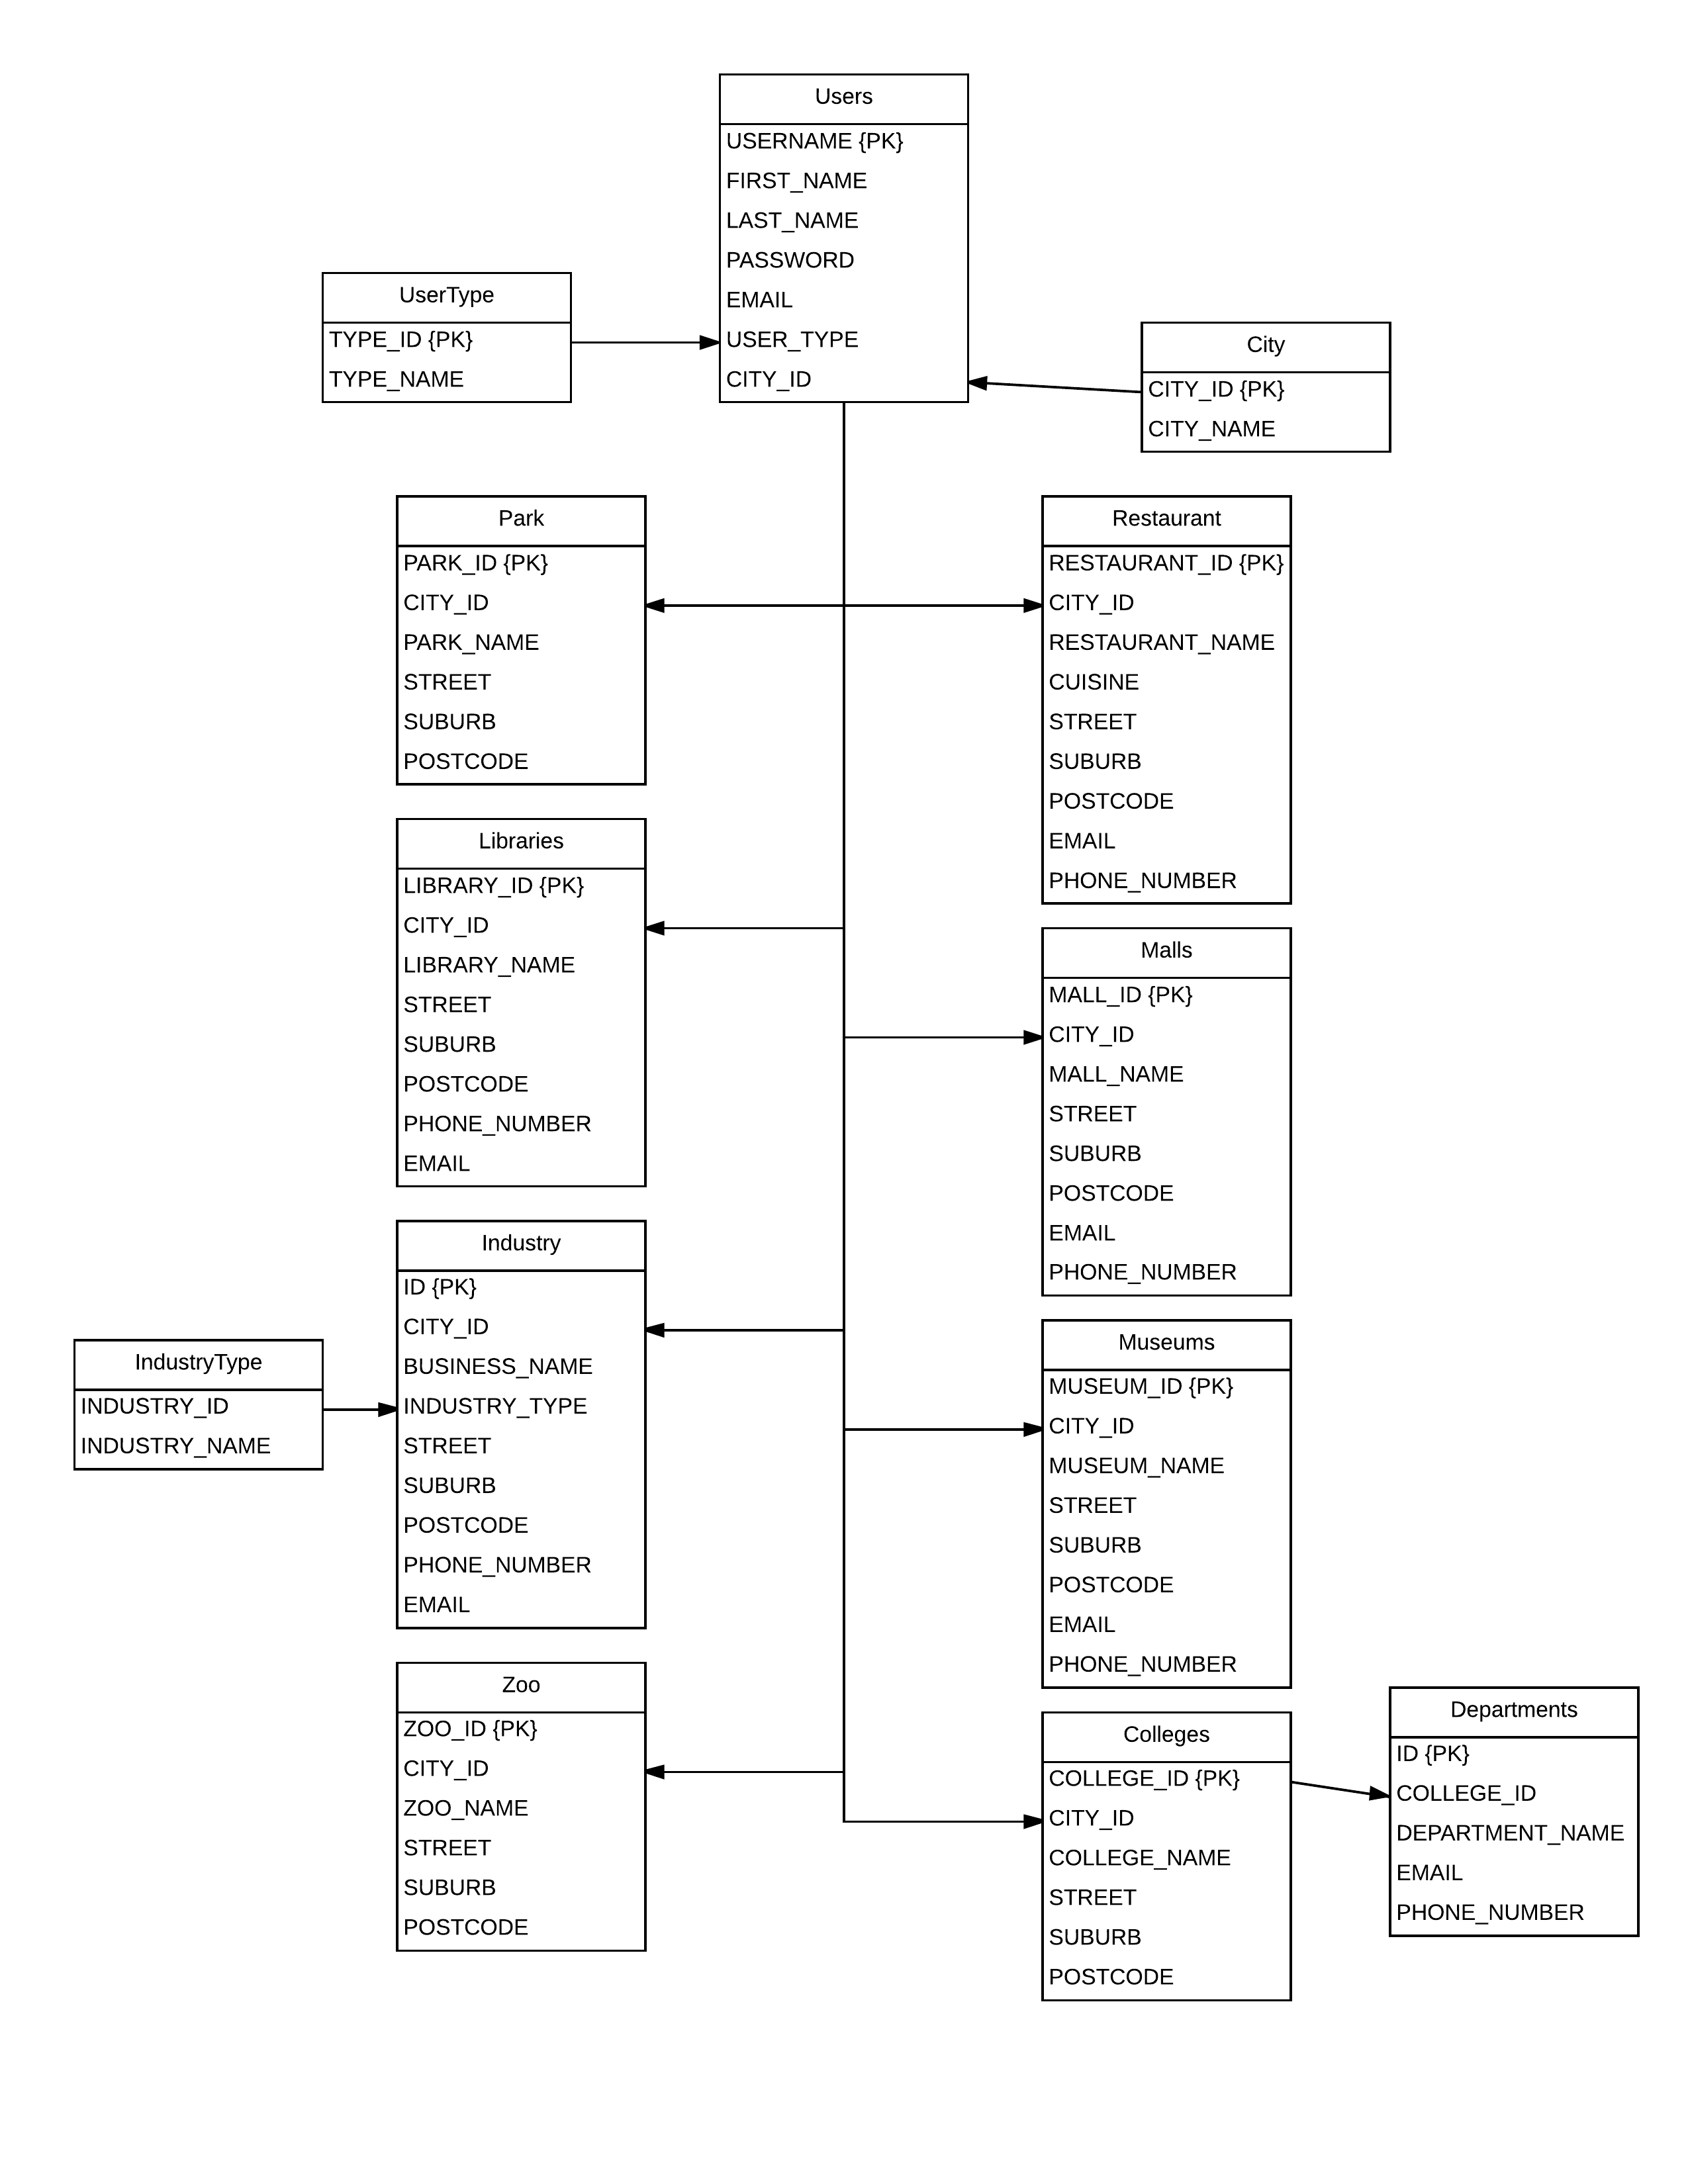 Users
USERNAME {PK}
FIRST_NAME
LAST_NAME
PASSWORD
EMAIL
USER_TYPE
CITY_ID
UserType
TYPE_ID {PK}
TYPE_NAME
City
CITY_ID {PK}
CITY_NAME
Park
PARK_ID {PK}
CITY_ID
PARK_NAME
STREET
SUBURB
POSTCODE
Restaurant
RESTAURANT_ID {PK}
CITY_ID
RESTAURANT_NAME
CUISINE
STREET
SUBURB
POSTCODE
EMAIL
PHONE_NUMBER
Libraries
LIBRARY_ID {PK}
CITY_ID
LIBRARY_NAME
STREET
SUBURB
POSTCODE
PHONE_NUMBER
EMAIL
Malls
MALL_ID {PK}
CITY_ID
MALL_NAME
STREET
SUBURB
POSTCODE
EMAIL
PHONE_NUMBER
Industry
ID {PK}
CITY_ID
BUSINESS_NAME
INDUSTRY_TYPE
STREET
SUBURB
POSTCODE
PHONE_NUMBER
EMAIL
IndustryType
INDUSTRY_ID
INDUSTRY_NAME
Museums
MUSEUM_ID {PK}
CITY_ID
MUSEUM_NAME
STREET
SUBURB
POSTCODE
EMAIL
PHONE_NUMBER
Zoo
ZOO_ID {PK}
CITY_ID
ZOO_NAME
STREET
SUBURB
POSTCODE
Colleges
COLLEGE_ID {PK}
CITY_ID
COLLEGE_NAME
STREET
SUBURB
POSTCODE
Departments
ID {PK}
COLLEGE_ID
DEPARTMENT_NAME
EMAIL
PHONE_NUMBER